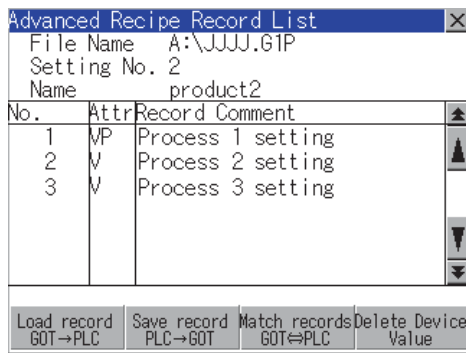 Advanced Recipe Record List
File Name A:\JJJJ.G1P
Setting No. 2
Name product2
No. Attr Record Comment
1 VP Process 1 setting
2 V Process 2 setting
3 V Process 3 setting
Load record Save record Match records Delete Device
GOT→PLC PLC→GOT GOT⇔PLC Value